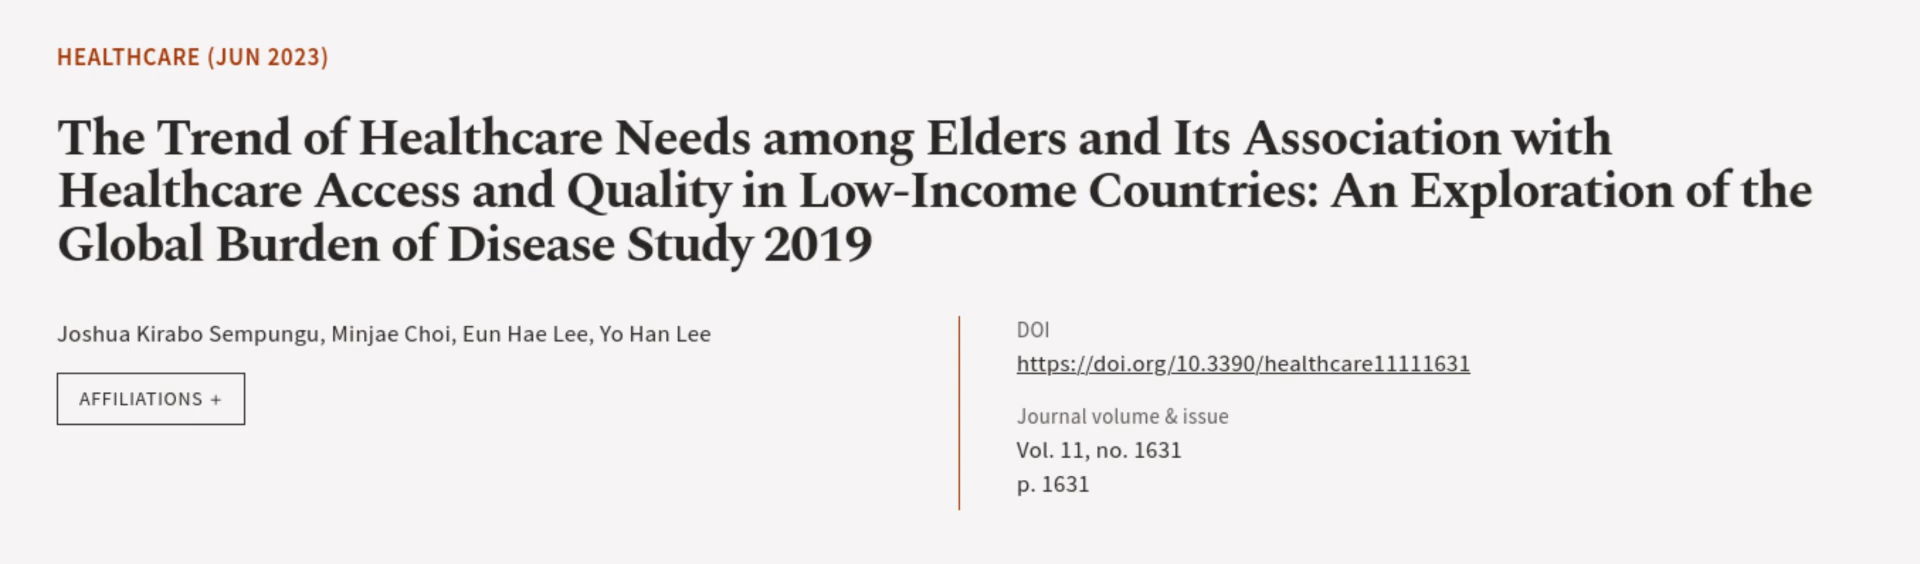 HEALTHCARE (JUN 2023)
The Trend of Healthcare Needs among Elders and Its Association with
Healthcare Access and Quality in Low-Income Countries: An Exploration of the
Global Burden of Disease Study 2019
Joshua Kirabo Sempungu, Minjae Choi, Eun Hae Lee, Yo Han Lee
AFFILIATIONS +
DOI
https://doi.org/10.3390/healthcare11111631
Journal volume & issue
Vol. 11, no. 1631
p. 1631